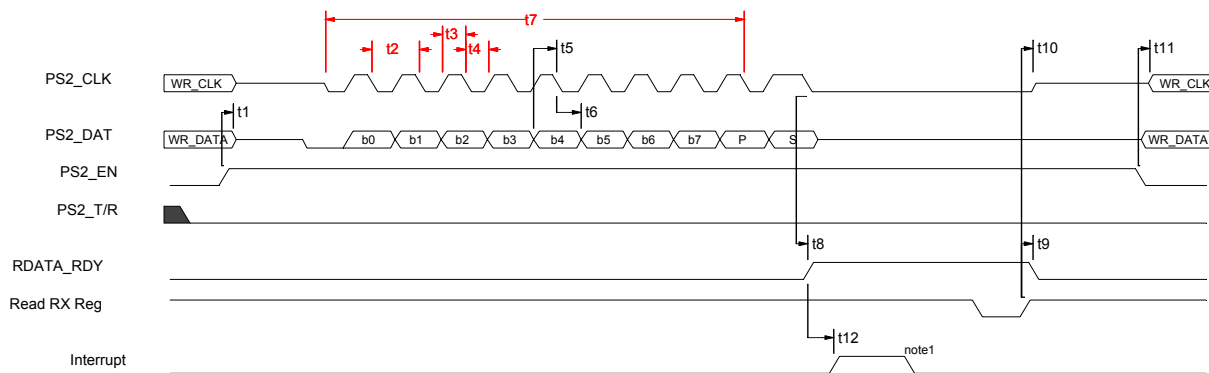 t7
t3
t2 t4 t5 t10 t11
PS2_CLK WR_CLK WR_CLK
t1 t6
PS2_DAT WR_DATA b0 b1 b2 b3 b4 b5 b6 b7 P S WR_DATA
PS2_EN
PS2_T/R
t8 t9
RDATA_RDY
Read RX Reg
t12 note1
Interrupt